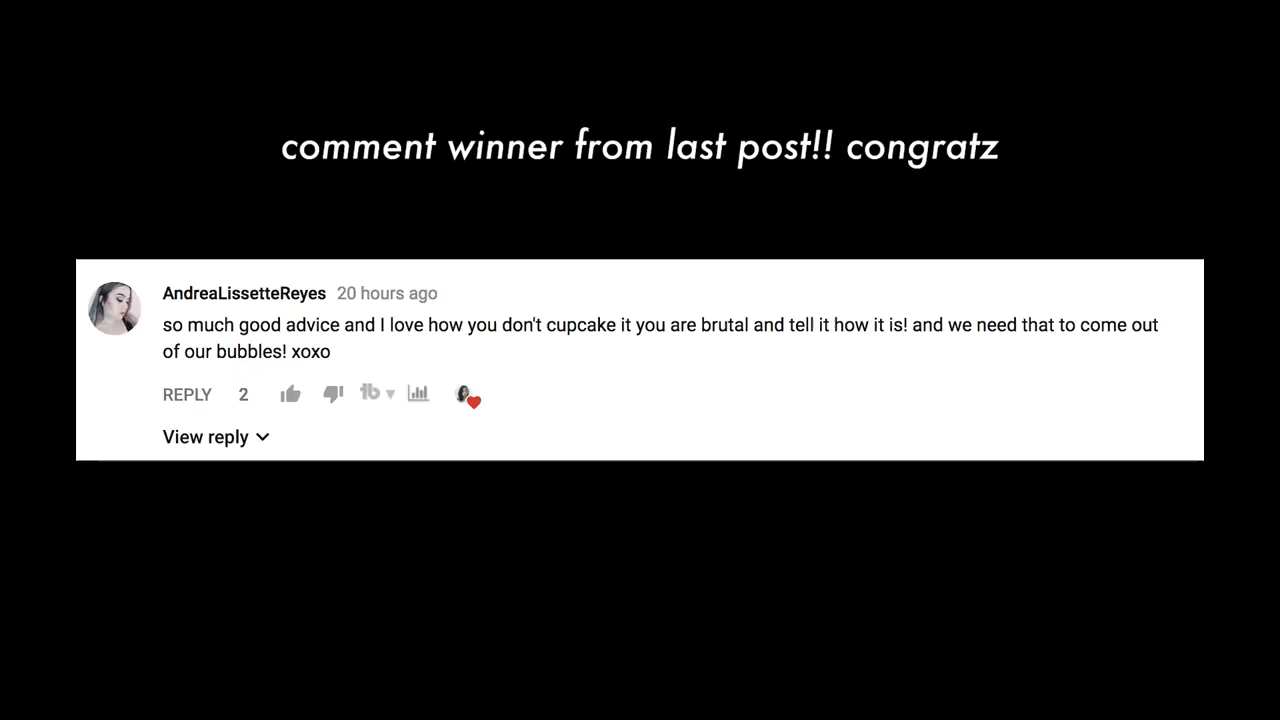 comment winner from last post!! congratz
AndreaLissetteReyes 20 hours ago
so much good advice and I love how you don't cupcake it you are brutal and tell it how it is! and we need that to come out
of our bubbles! xoxo
REPLY 2 tb
View reply